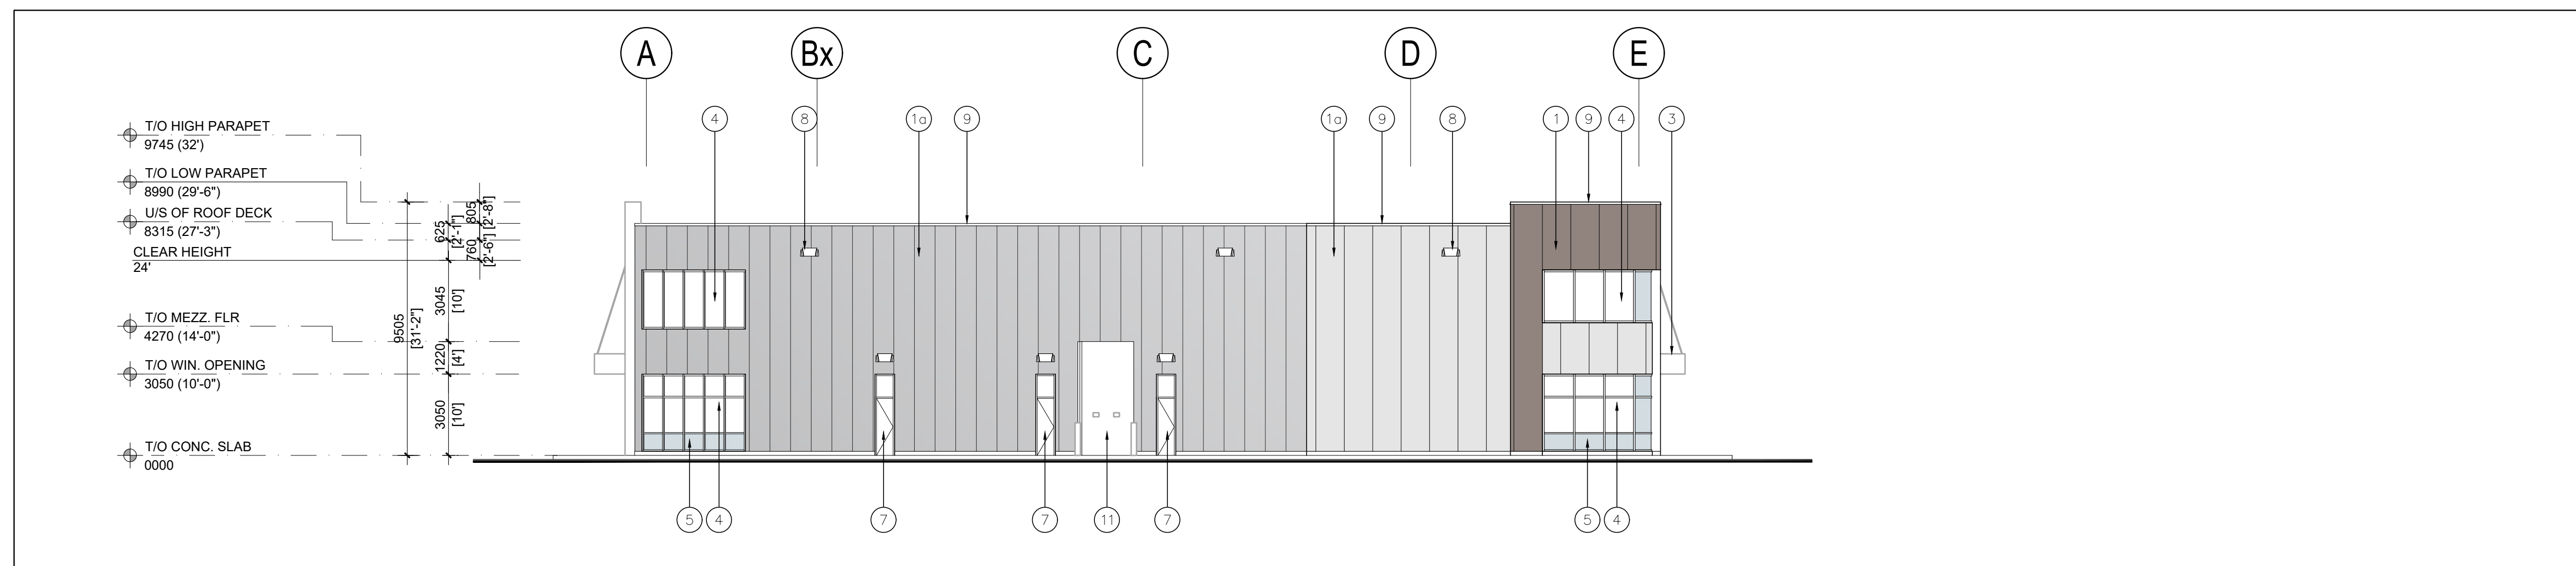 A Bx C D E
4 8 1a 9 1a 9 8 1 9 4 3
T/O HIGH PARAPET
9745 (32')
T/O LOW PARAPET
8990 (29'-6")
U/S OF ROOF DECK
8315 (27'-3")
CLEAR HEIGHT
24'
T/O MEZZ. FLR
4270 (14'-0")
T/O WIN. OPENING
3050 (10'-0")
T/O CONC. SLAB
0000
9505
[31'-2"]
625
[2'-1"]
3045
[10']
1220
[4']
3050
[10']
805
[2'-8"]
760
[2'-6"]
5 4 7 7 11 7 5 4